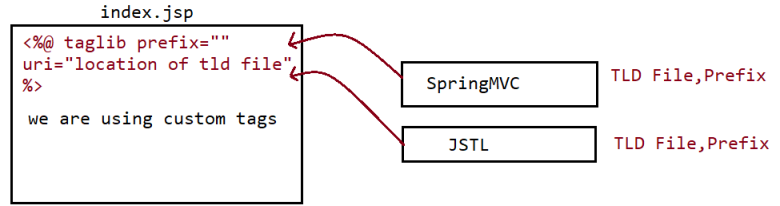 index.jsp
<%@ taglib prefix=""
uri="location of tld file"
%>
we are using custom tags
SpringMVC
TLD File,Prefix
JSTL
TLD File,Prefix